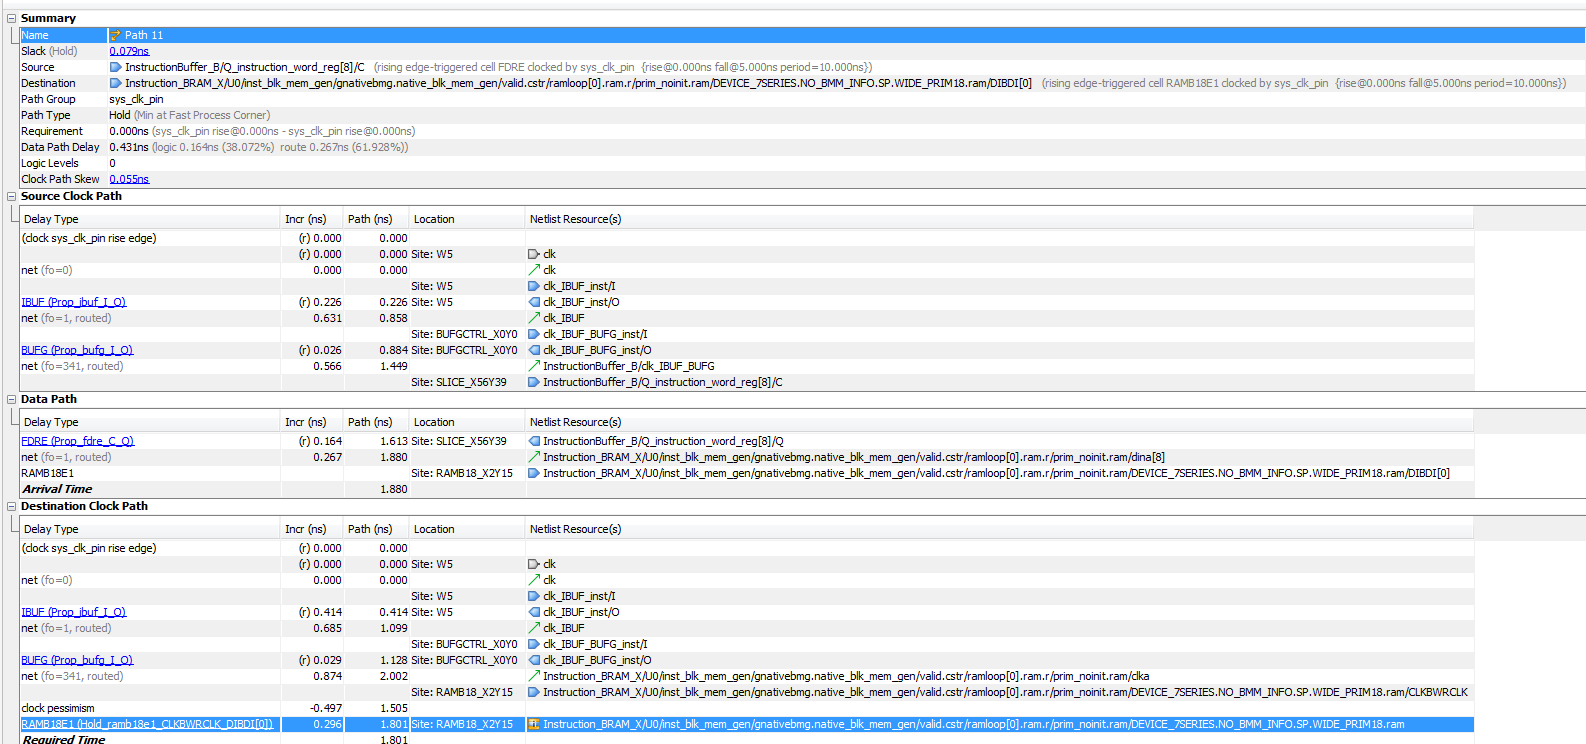 Summary
Name Path 11
Slack (Hold) 0.079ns
Source InstructionBuffer_B/Q_instruction_word_reg[8]/C (rising edge-triggered cell FDRE clocked by sys_clk_pin {rise@0.000ns fall@5.000ns period=10.000ns})
Destination Instruction_BRAM_X/U0/inst_blk_mem_gen/gnativebmg.native_blk_mem_gen/valid.cstr/ramloop[0].ram.r/prim_noinit.ram/DEVICE_7SERIES.NO_BMM_INFO.SP.WIDE_PRIM18.ram/DIBDI[0] (rising edge-triggered cell RAMB18E1 clocked by sys_clk_pin {rise@0.000ns fall@5.000ns period=10.000ns})
Path Group sys_clk_pin
Path Type Hold (Min at Fast Process Corner)
Requirement 0.000ns (sys_clk_pin rise@0.000ns - sys_clk_pin rise@0.000ns)
Data Path Delay 0.431ns (logic 0.164ns (38.072%) route 0.267ns (61.928%))
Logic Levels 0
Clock Path Skew 0.055ns
Source Clock Path
Delay Type Incr (ns) Path (ns) Location Netlist Resource(s)
(clock sys_clk_pin rise edge) (r) 0.000 0.000
(r) 0.000 0.000 Site: W5 clk
net (fo=0) 0.000 0.000 clk
Site: W5 clk_IBUF_inst/I
IBUF (Prop_ibuf_I_O) (r) 0.226 0.226 Site: W5 clk_IBUF_inst/O
net (fo=1, routed) 0.631 0.858 clk_IBUF
Site: BUFGCTRL_X0Y0 clk_IBUF_BUFG_inst/I
BUFG (Prop_bufg_I_O) (r) 0.026 0.884 Site: BUFGCTRL_X0Y0 clk_IBUF_BUFG_inst/O
net (fo=341, routed) 0.566 1.449 InstructionBuffer_B/clk_IBUF_BUFG
Site: SLICE_X56Y39 InstructionBuffer_B/Q_instruction_word_reg[8]/C
Data Path
Delay Type Incr (ns) Path (ns) Location Netlist Resource(s)
FDRE (Prop_fdre_C_Q) (r) 0.164 1.613 Site: SLICE_X56Y39 InstructionBuffer_B/Q_instruction_word_reg[8]/Q
net (fo=1, routed) 0.267 1.880 Instruction_BRAM_X/U0/inst_blk_mem_gen/gnativebmg.native_blk_mem_gen/valid.cstr/ramloop[0].ram.r/prim_noinit.ram/dina[8]
RAMB18E1 Site: RAMB18_X2Y15 Instruction_BRAM_X/U0/inst_blk_mem_gen/gnativebmg.native_blk_mem_gen/valid.cstr/ramloop[0].ram.r/prim_noinit.ram/DEVICE_7SERIES.NO_BMM_INFO.SP.WIDE_PRIM18.ram/DIBDI[0]
Arrival Time 1.880
Destination Clock Path
Delay Type Incr (ns) Path (ns) Location Netlist Resource(s)
(clock sys_clk_pin rise edge) (r) 0.000 0.000
(r) 0.000 0.000 Site: W5 clk
net (fo=0) 0.000 0.000 clk
Site: W5 clk_IBUF_inst/I
IBUF (Prop_ibuf_I_O) (r) 0.414 0.414 Site: W5 clk_IBUF_inst/O
net (fo=1, routed) 0.685 1.099 clk_IBUF
Site: BUFGCTRL_X0Y0 clk_IBUF_BUFG_inst/I
BUFG (Prop_bufg_I_O) (r) 0.029 1.128 Site: BUFGCTRL_X0Y0 clk_IBUF_BUFG_inst/O
net (fo=341, routed) 0.874 2.002 Instruction_BRAM_X/U0/inst_blk_mem_gen/gnativebmg.native_blk_mem_gen/valid.cstr/ramloop[0].ram.r/prim_noinit.ram/clka
Site: RAMB18_X2Y15 Instruction_BRAM_X/U0/inst_blk_mem_gen/gnativebmg.native_blk_mem_gen/valid.cstr/ramloop[0].ram.r/prim_noinit.ram/DEVICE_7SERIES.NO_BMM_INFO.SP.WIDE_PRIM18.ram/CLKBWRCLK
clock pessimism -0.497 1.505
RAMB18E1 (Hold_ramb18e1_CLKBWRCLK_DIBDI[0]) 0.296 1.801 Site: RAMB18_X2Y15 Instruction_BRAM_X/U0/inst_blk_mem_gen/gnativebmg.native_blk_mem_gen/valid.cstr/ramloop[0].ram.r/prim_noinit.ram/DEVICE_7SERIES.NO_BMM_INFO.SP.WIDE_PRIM18.ram
Required Time 1.801